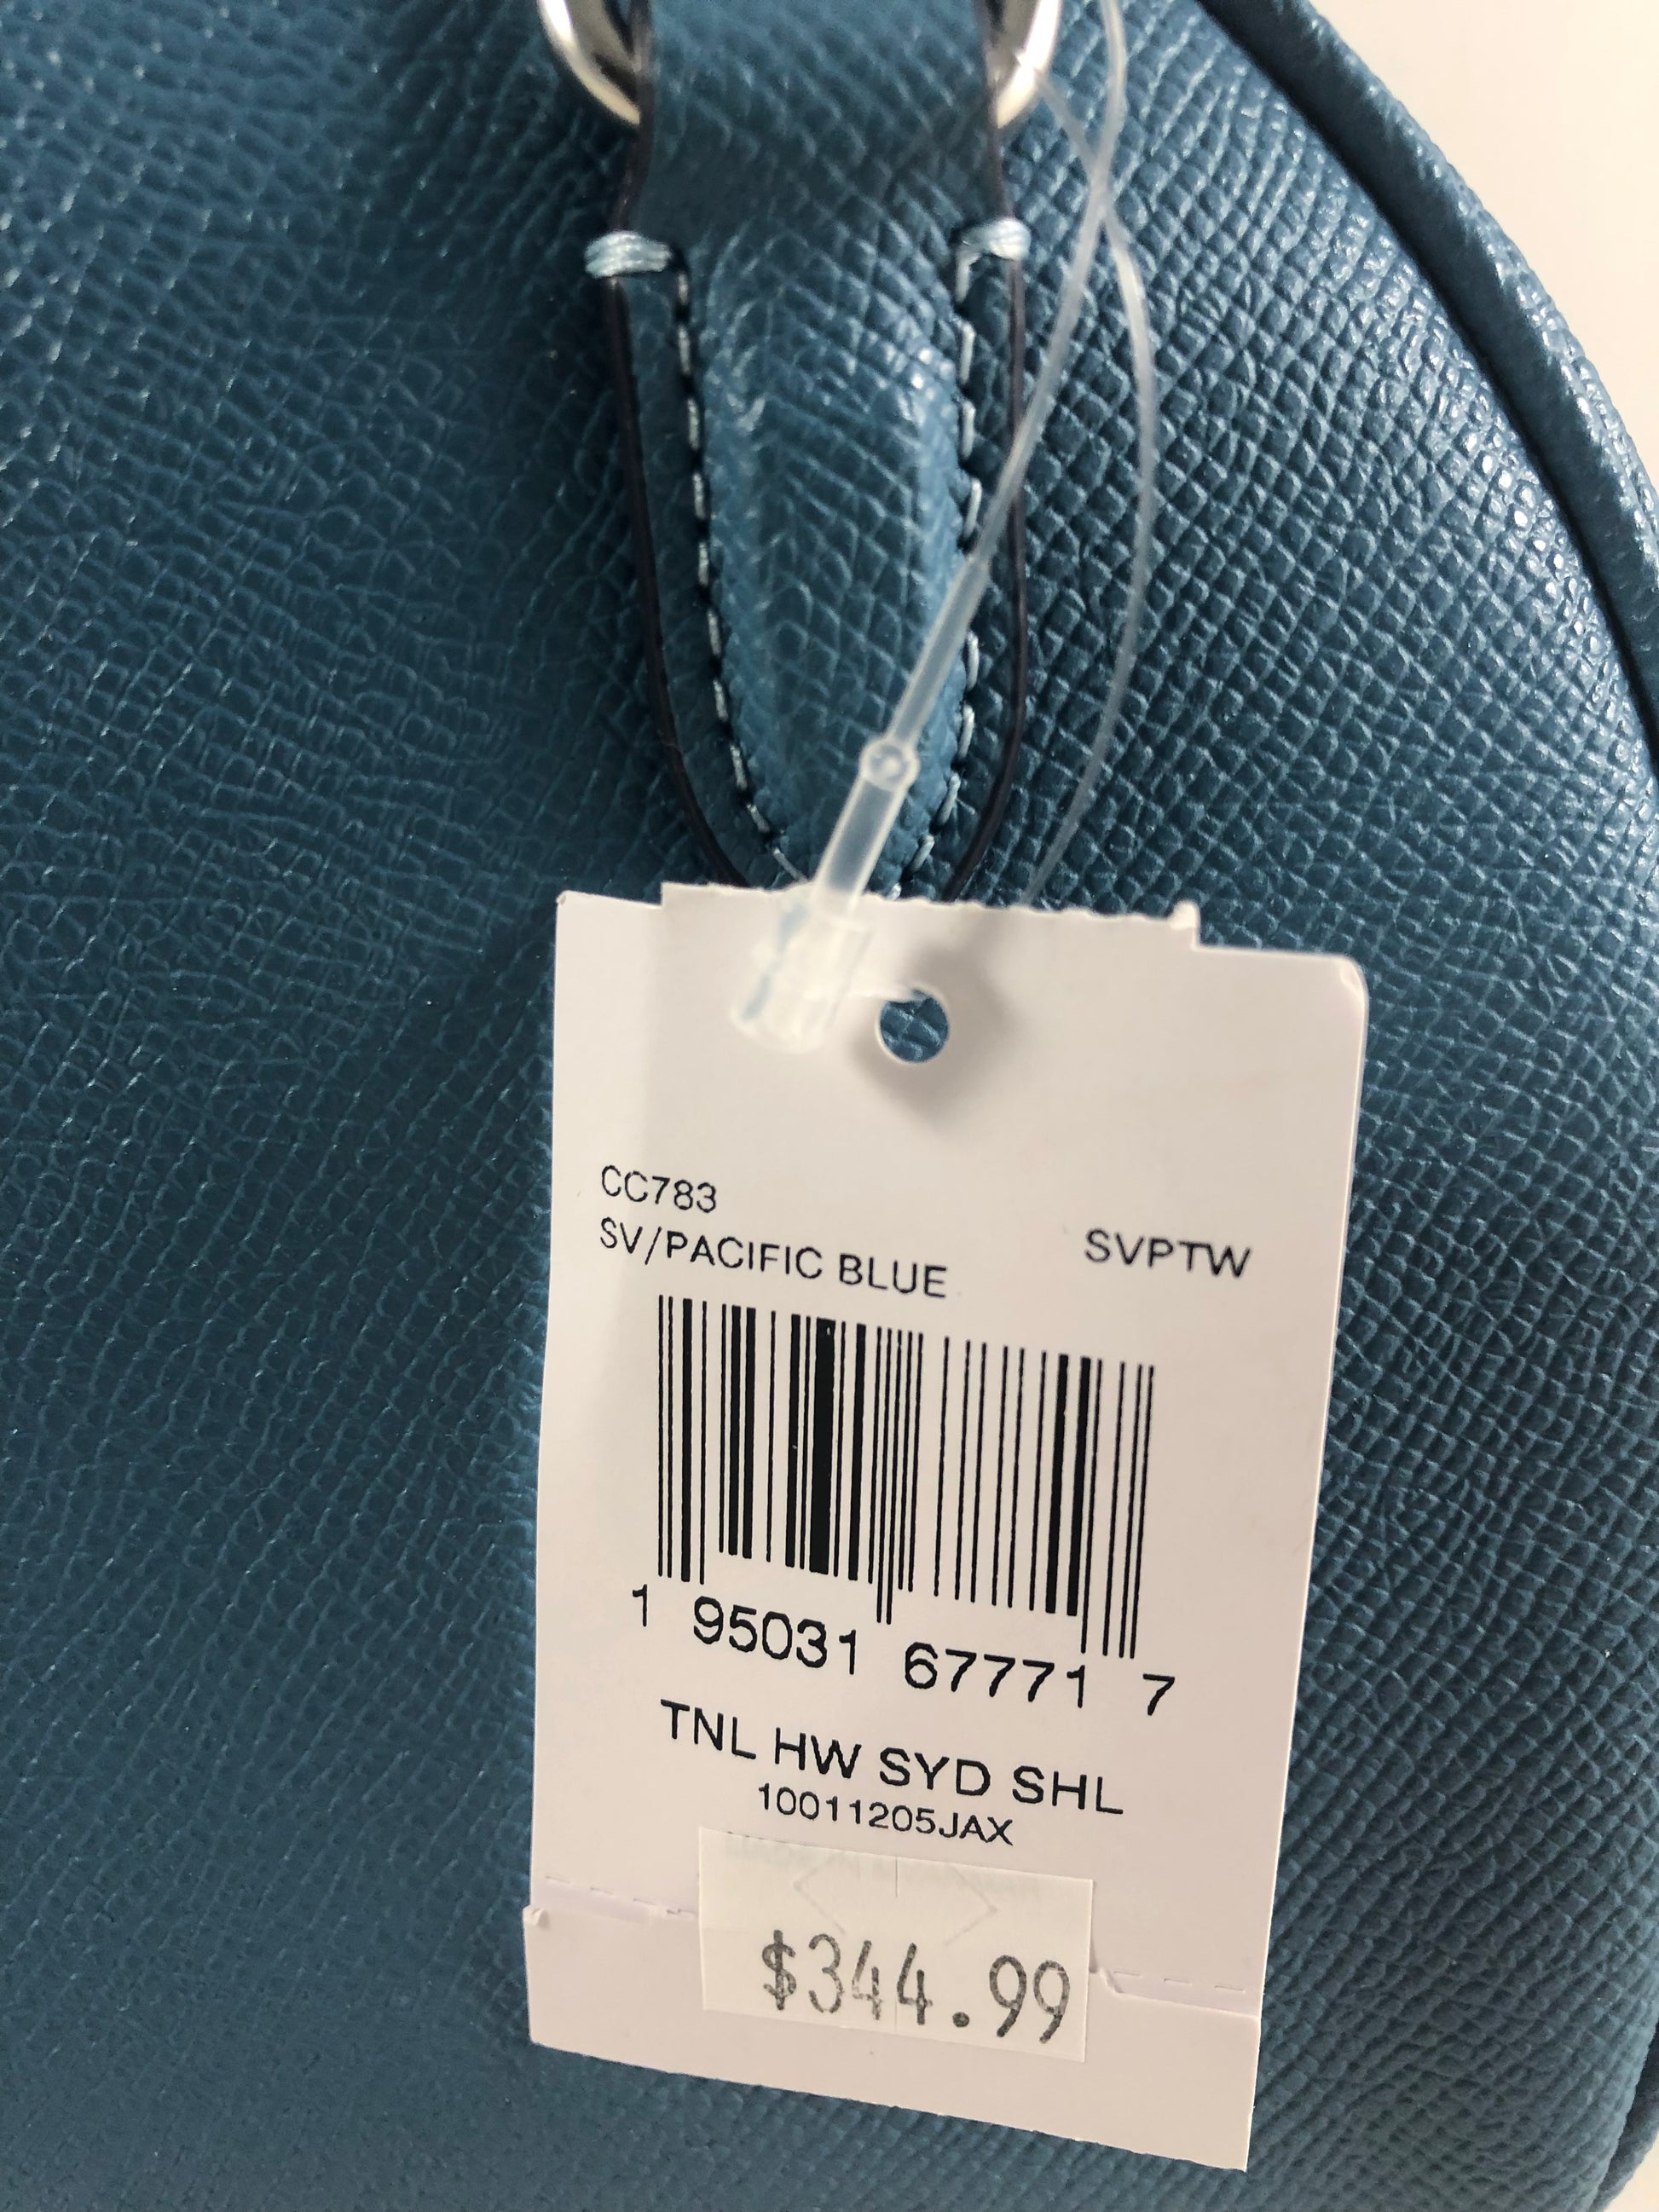 CC783
SV/PACIFIC BLUE SVPTW
1 95031 67771 7
TNL HW SYD SHL
10011205JAX
$344.99